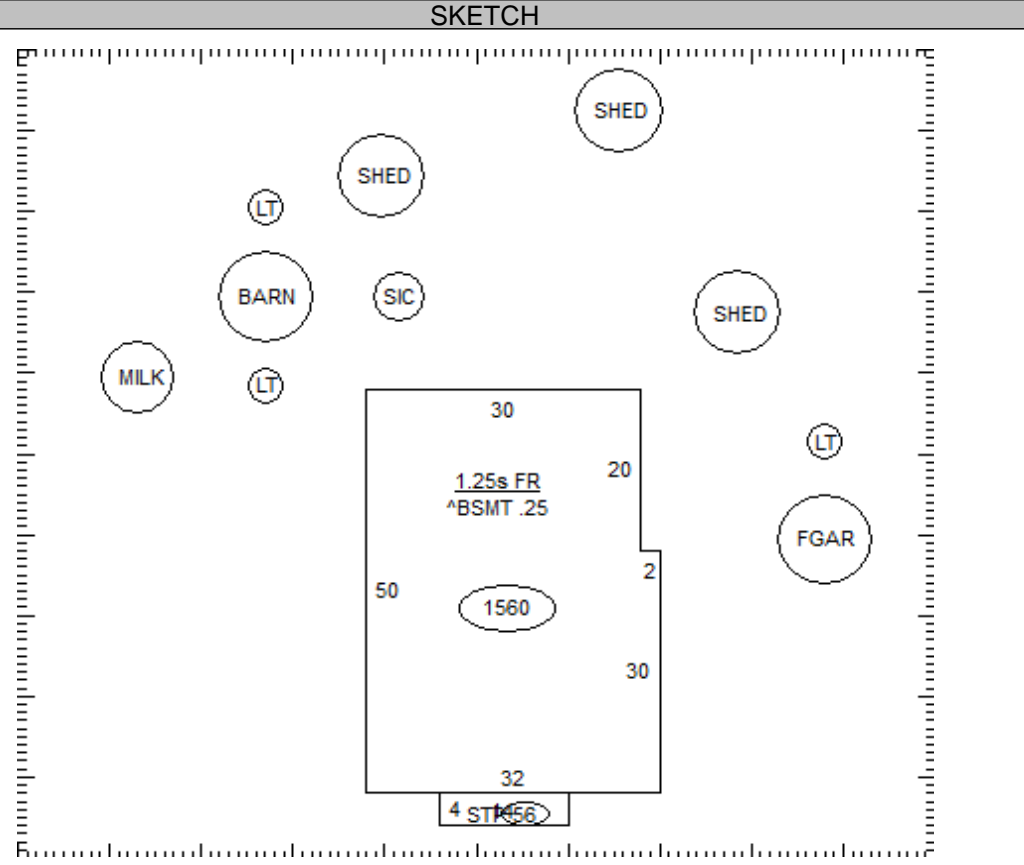 SKETCH
SHED
SHED
LT
BARN
SIC
SHED
MILK
LT
30
LT
20
1.25s FR
^BSMT .25
FGAR
2
50
1560
30
32
4
56